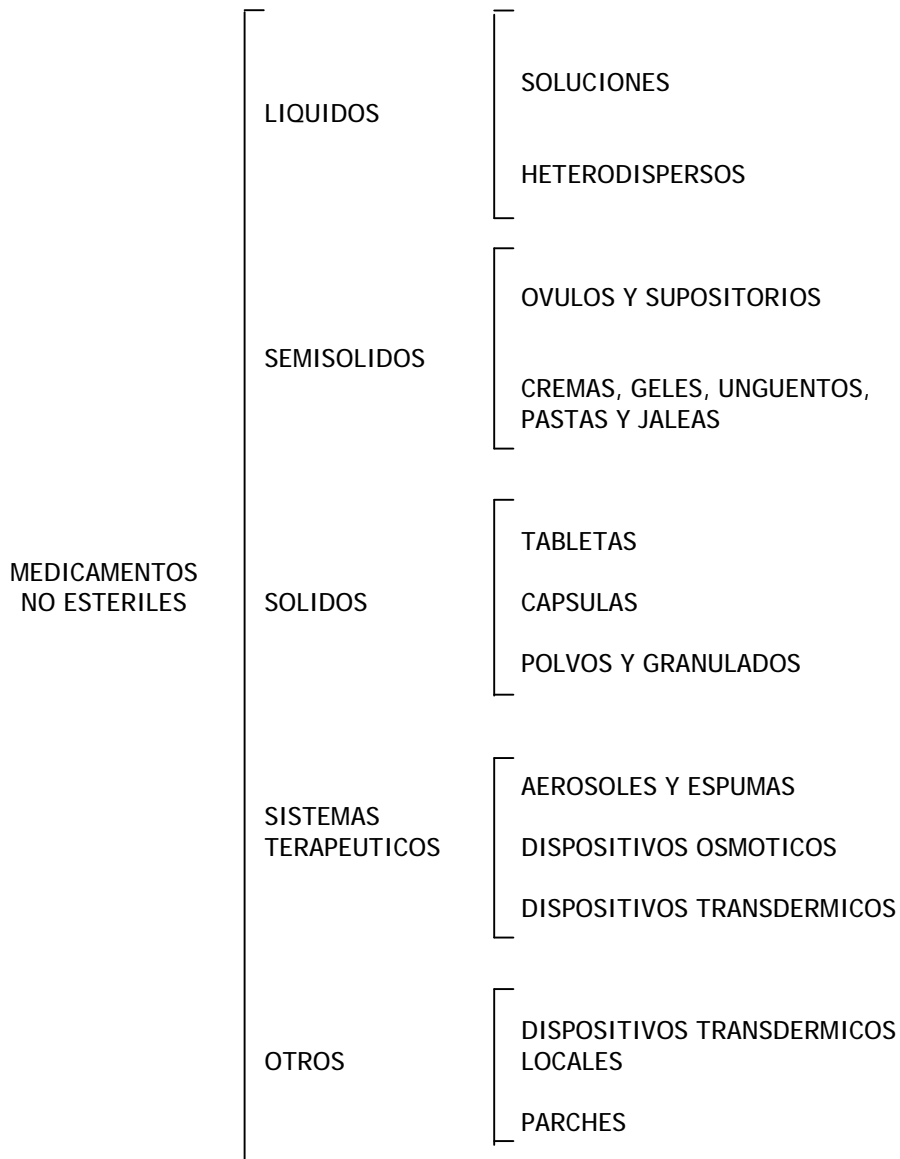 MEDICAMENTOS
NO ESTERILES
LIQUIDOS
SOLUCIONES
HETERODISPERSOS
SEMISOLIDOS
OVULOS Y SUPOSITORIOS
CREMAS, GELES, UNGUENTOS,
PASTAS Y JALEAS
SOLIDOS
TABLETAS
CAPSULAS
POLVOS Y GRANULADOS
SISTEMAS
TERAPEUTICOS
AEROSOLES Y ESPUMAS
DISPOSITIVOS OSMOTICOS
DISPOSITIVOS TRANSDERMICOS
OTROS
DISPOSITIVOS TRANSDERMICOS
LOCALES
PARCHES